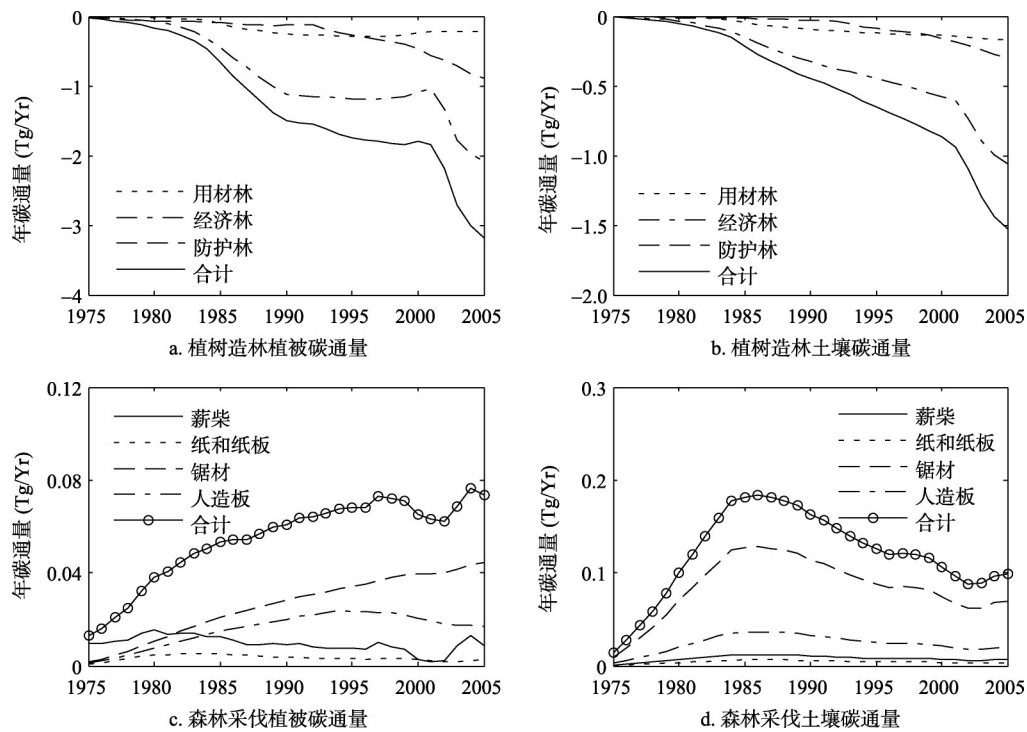 0
−1
−2
−3
−4
年碳通量 (Tg/Yr)
用材林
经济林
防护林
合计
1975 1980 1985 1990 1995 2000 2005
a. 植树造林植被碳通量
0
−0.5
−1.0
−1.5
−2.0
年碳通量 (Tg/Yr)
用材林
经济林
防护林
合计
1975 1980 1985 1990 1995 2000 2005
b. 植树造林土壤碳通量
0.12
0.08
0.04
0
年碳通量 (Tg/Yr)
薪柴
纸和纸板
锯材
人造板
合计
1975 1980 1985 1990 1995 2000 2005
c. 森林采伐植被碳通量
0.3
0.2
0.1
0
年碳通量 (Tg/Yr)
薪柴
纸和纸板
锯材
人造板
合计
1975 1980 1985 1990 1995 2000 2005
d. 森林采伐土壤碳通量